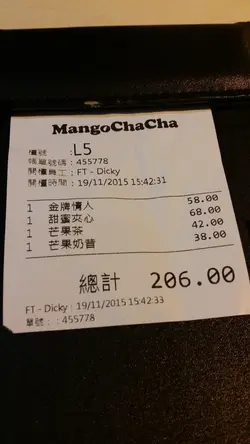 MangoChaCha
檯號 :L5
帳單號碼 : 455778
開檯員工 : FT - Dicky
開檯時間 : 19/11/2015 15:42:31
1 金牌情人 58.00
1 甜蜜夾心 68.00
1 芒果茶 42.00
1 芒果奶昔 38.00
總計 206.00
FT - Dicky : 19/11/2015 15:42:33
單號 : : 455778